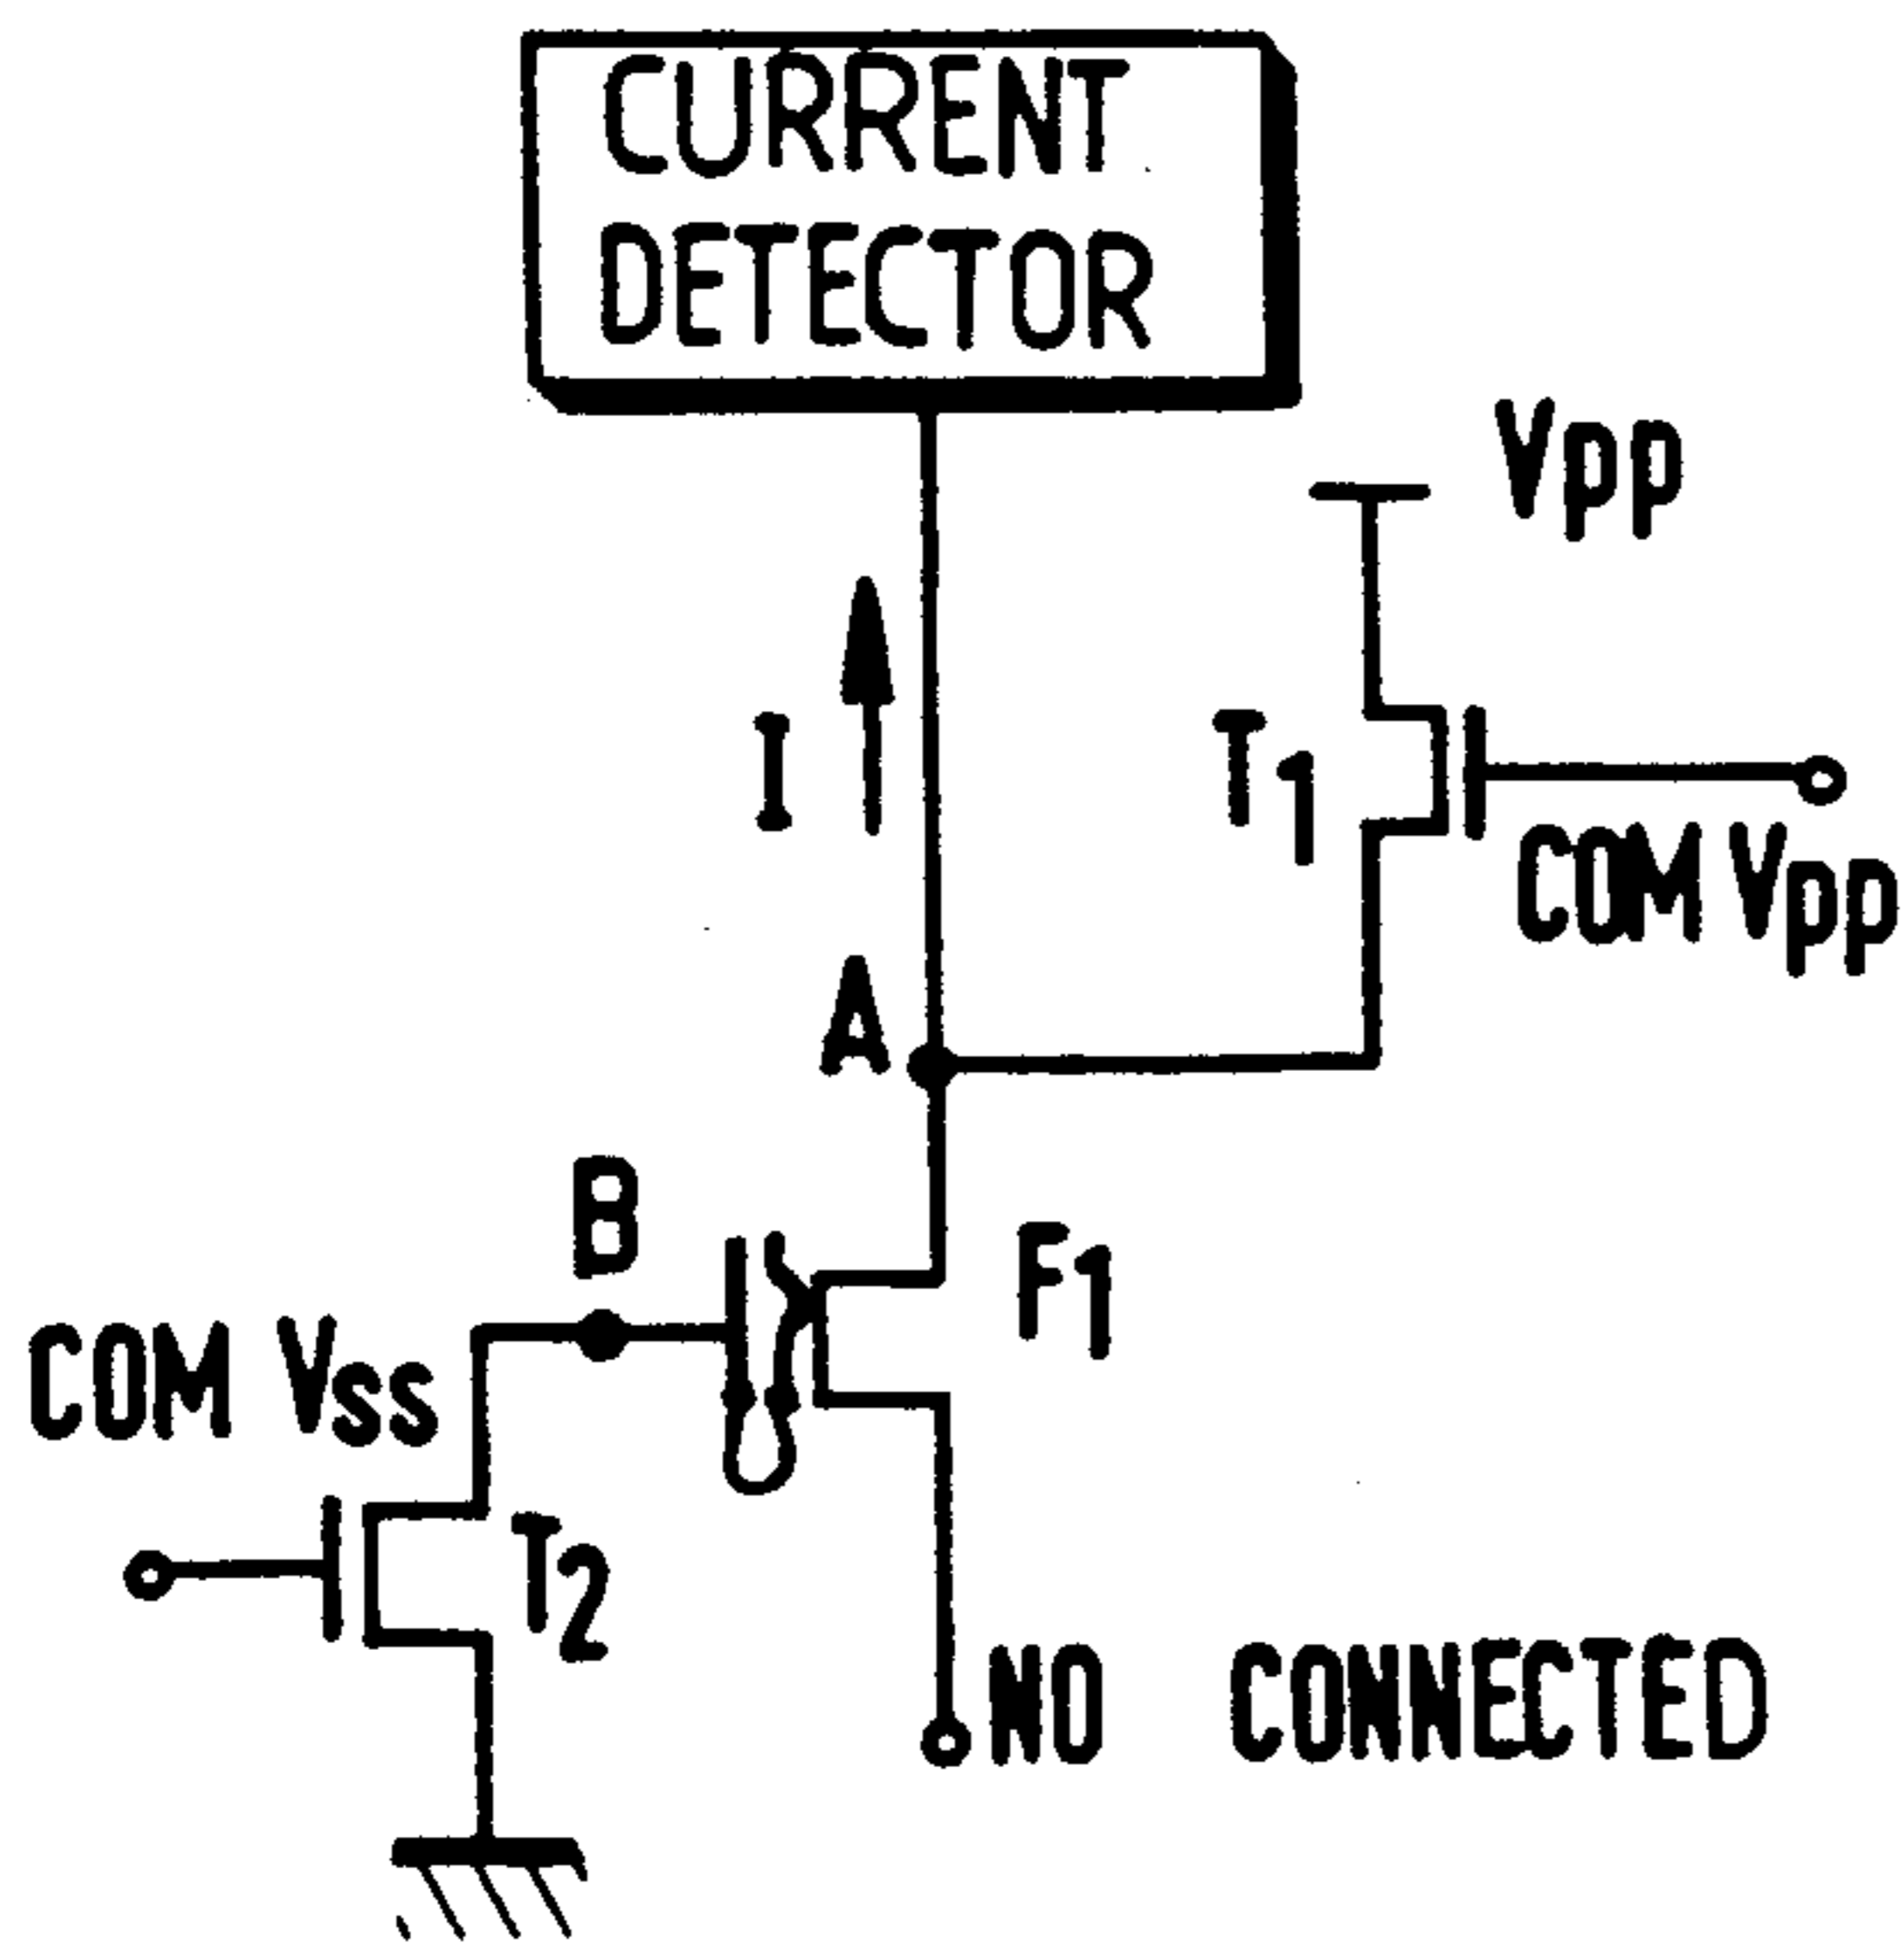 CURRENT
DETECTOR
Vpp
I
T1
COM Vpp
A
B
F1
COM Vss
T2
NO CONNECTED